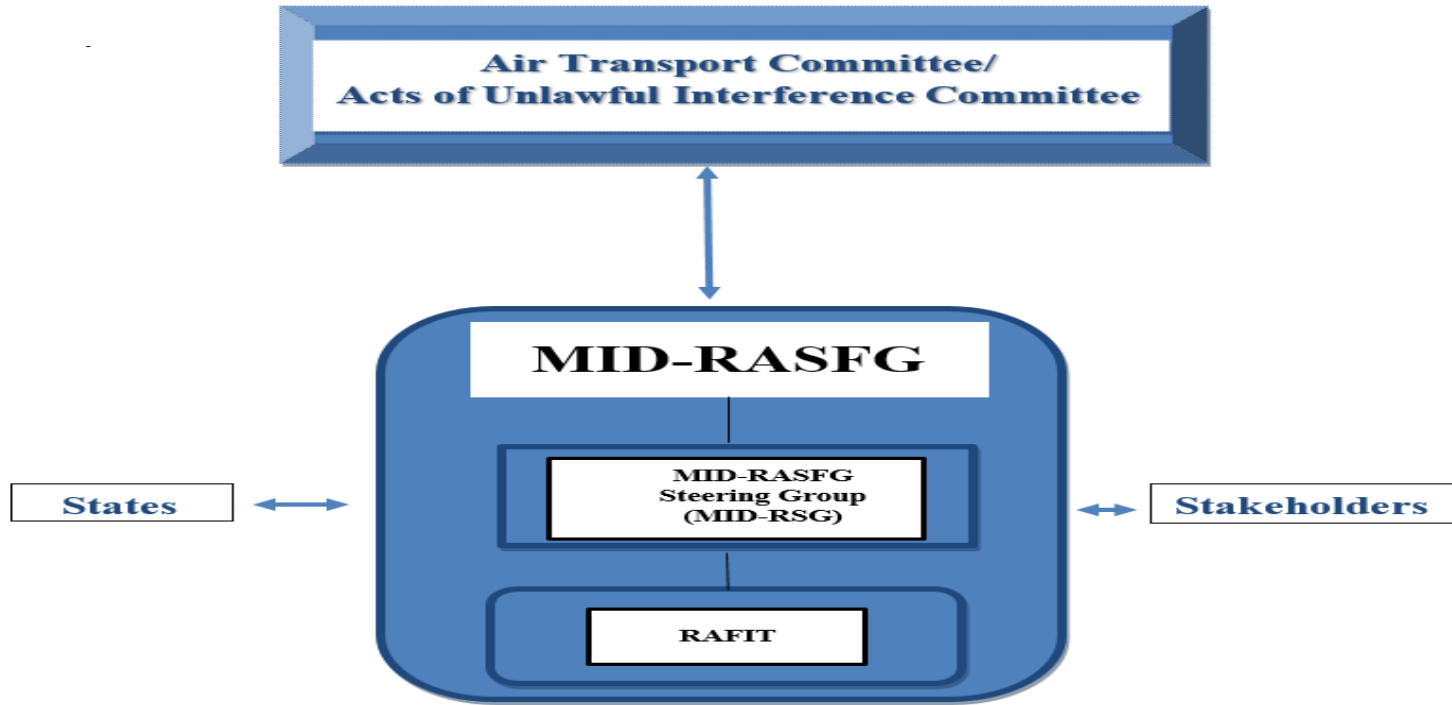 Air Transport Committee/
Acts of Unlawful Interference Committee
MID-RASFG
MID-RASFG
Steering Group
(MID-RSG)
States
Stakeholders
RAFIT